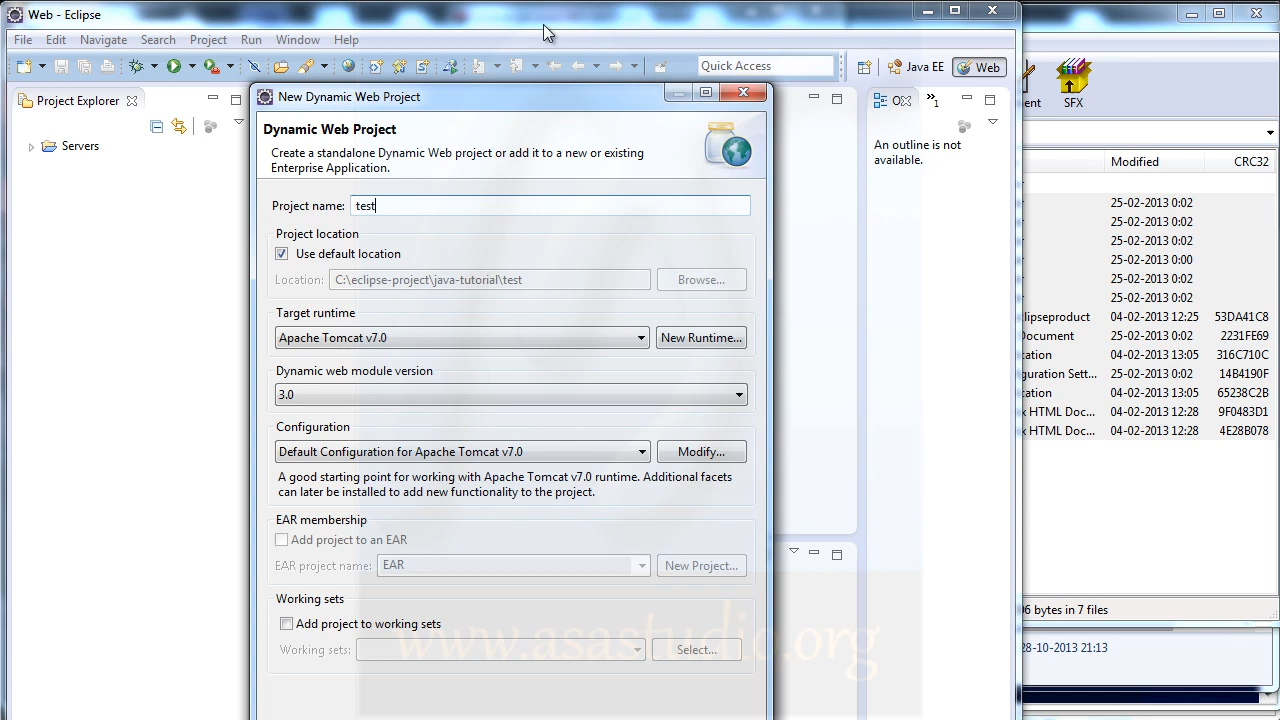 Web - Eclipse
File Edit Navigate Search Project Run Window Help
Quick Access
Java EE
Web
SFX
Project Explorer
Servers
New Dynamic Web Project
Dynamic Web Project
Create a standalone Dynamic Web project or add it to a new or existing
Enterprise Application.
Project name: test
Project location
Use default location
Location: C:\eclipse-project\java-tutorial\test Browse...
Target runtime
Apache Tomcat v7.0 New Runtime...
Dynamic web module version
3.0
Configuration
Default Configuration for Apache Tomcat v7.0 Modify...
A good starting point for working with Apache Tomcat v7.0 runtime. Additional facets
can later be installed to add new functionality to the project.
EAR membership
Add project to an EAR
EAR project name: EAR New Project...
Working sets
Add project to working sets
Working sets: Select...
An outline is not
available.
Modified CRC32
25-02-2013 0:02
25-02-2013 0:02
25-02-2013 0:02
25-02-2013 0:00
25-02-2013 0:02
25-02-2013 0:02
lipseproduct 04-02-2013 12:25 53DA41C8
Document 25-02-2013 0:02 2231FE69
cation 04-02-2013 13:05 316C710C
guration Sett... 25-02-2013 0:02 14B4190F
cation 04-02-2013 13:05 65238C2B
x HTML Doc... 04-02-2013 12:28 9F0483D1
x HTML Doc... 04-02-2013 12:28 4E28B078
06 bytes in 7 files
28-10-2013 21:13